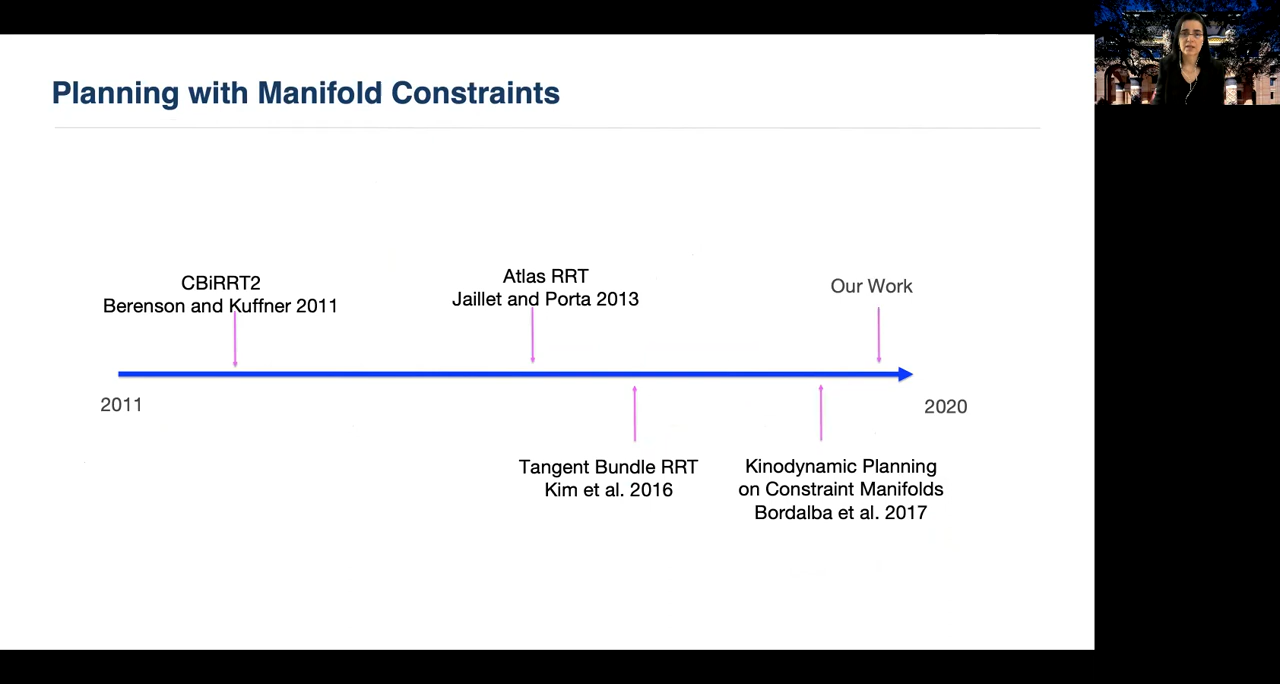 Planning with Manifold Constraints
CBiRRT2
Berenson and Kuffner 2011
Atlas RRT
Jaillet and Porta 2013
Our Work
2011
2020
Tangent Bundle RRT
Kim et al. 2016
Kinodynamic Planning
on Constraint Manifolds
Bordalba et al. 2017